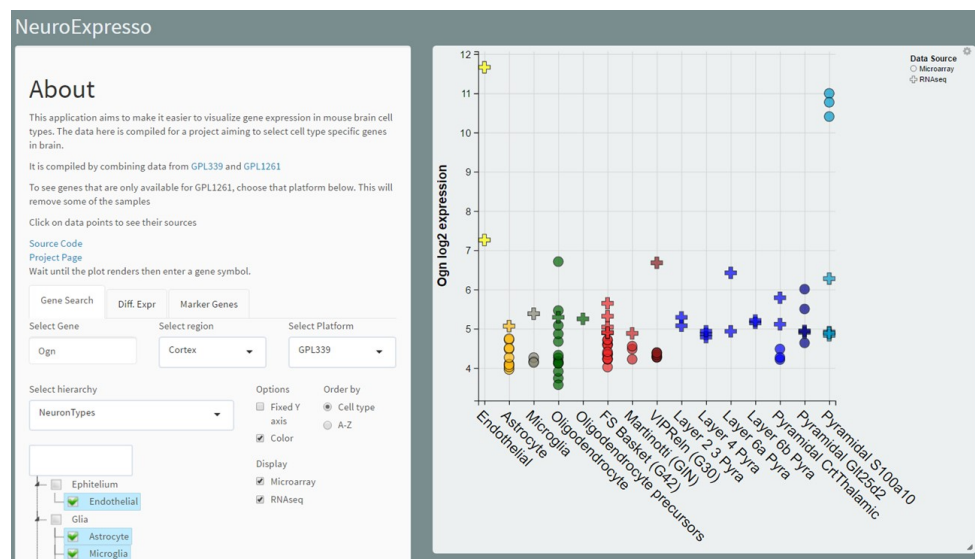 NeuroExpresso
About
This application aims to make it easier to visualize gene expression in mouse brain cell
types. The data here is compiled for a project aiming to select cell type specific genes
in brain.
It is compiled by combining data from GPL339 and GPL1261
To see genes that are only available for GPL1261, choose that platform below. This will
remove some of the samples
Click on data points to see their sources
Source Code
Project Page
Wait until the plot renders then enter a gene symbol.
Gene Search Diff. Expr Marker Genes
Select Gene Select region Select Platform
Ogn Cortex GPL339
Select hierarchy
NeuronTypes
Options Order by
Fixed Y
axis
Cell type
A-Z
Color
Display
Microarray
RNAseq
Ephitelium
Endothelial
Glia
Astrocyte
Microglia
Data Source
Microarray
RNAseq
Ogn log2 expression
12
11
10
9
8
7
6
5
4
Endothelial
Astrocyte
Microglia
Oligodendrocyte
Oligodendrocyte precursors
FS Basket (G42)
Martinotti (GIN)
VIPReln (G30)
Layer 2 3 Pyra
Layer 4 Pyra
Layer 6a Pyra
Layer 6b Pyra
Pyramidal CrtThalamic
Pyramidal Glt25d2
Pyramidal S100a10